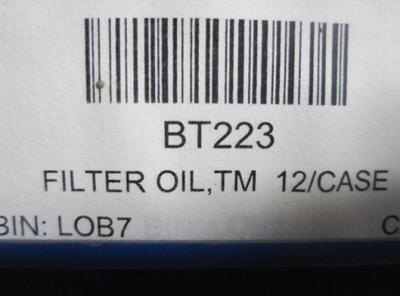 BT223
FILTER OIL,TM 12/CASE
BIN: LOB7